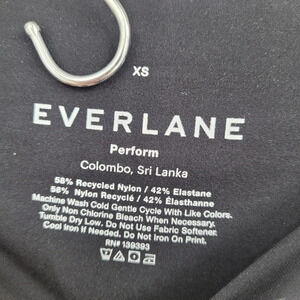 XS
EVERLANE
Perform
Colombo, Sri Lanka
58% Recycled Nylon / 42% Elastane
58% Nylon Recyclé / 42% Élasthanne
Machine Wash Cold Gentle Cycle With Like Colors.
Only Non Chlorine Bleach When Necessary.
Tumble Dry Low. Do Not Use Fabric Softener.
Cool Iron If Needed. Do Not Iron On Print.
RN# 139393